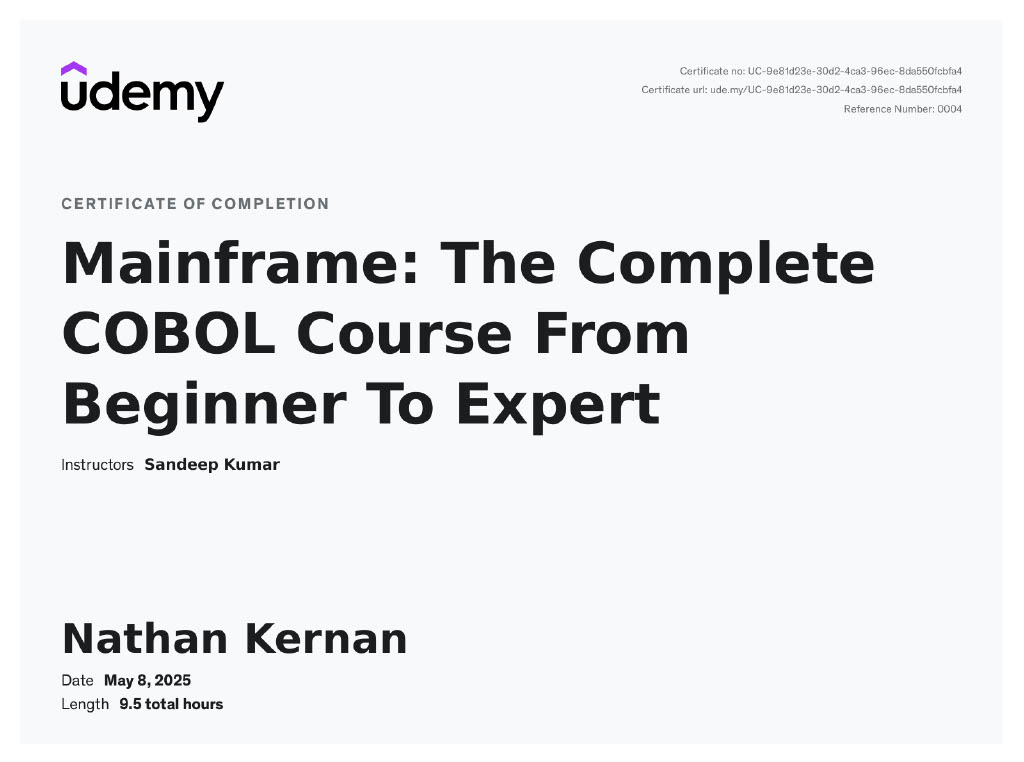 udemy
Certificate no: UC-9e81d23e-30d2-4ca3-96ec-8da550fcbfa4
Certificate url: ude.my/UC-9e81d23e-30d2-4ca3-96ec-8da550fcbfa4
Reference Number: 0004
CERTIFICATE OF COMPLETION
Mainframe: The Complete
COBOL Course From
Beginner To Expert
Instructors Sandeep Kumar
Nathan Kernan
Date May 8, 2025
Length 9.5 total hours